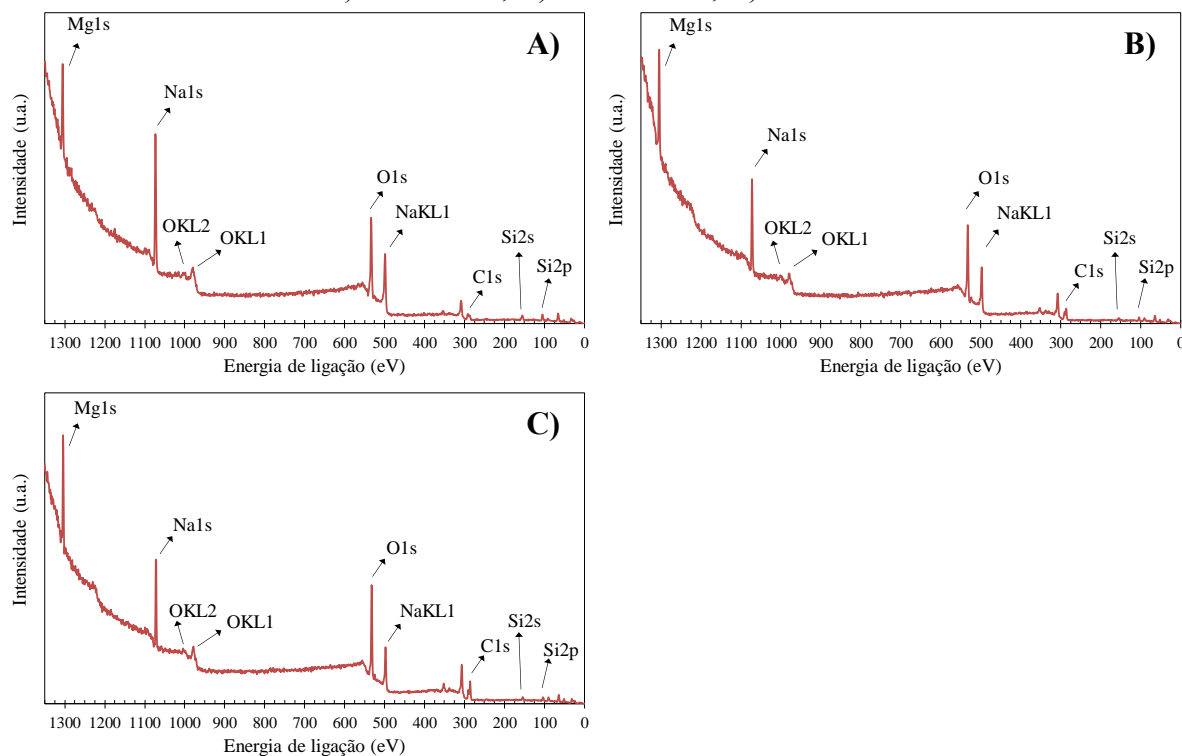 A)
Mg1s
Na1s
OKL2
OKL1
O1s
NaKL1
Si2s
C1s
Si2p
Intensidade (u.a.)
1300 1200 1100 1000 900 800 700 600 500 400 300 200 100 0
Energia de ligação (eV)
B)
Mg1s
Na1s
OKL2
OKL1
O1s
NaKL1
Si2s
C1s
Si2p
Intensidade (u.a.)
1300 1200 1100 1000 900 800 700 600 500 400 300 200 100 0
Energia de ligação (eV)
C)
Mg1s
Na1s
OKL2
OKL1
O1s
NaKL1
Si2s
C1s
Si2p
Intensidade (u.a.)
1300 1200 1100 1000 900 800 700 600 500 400 300 200 100 0
Energia de ligação (eV)